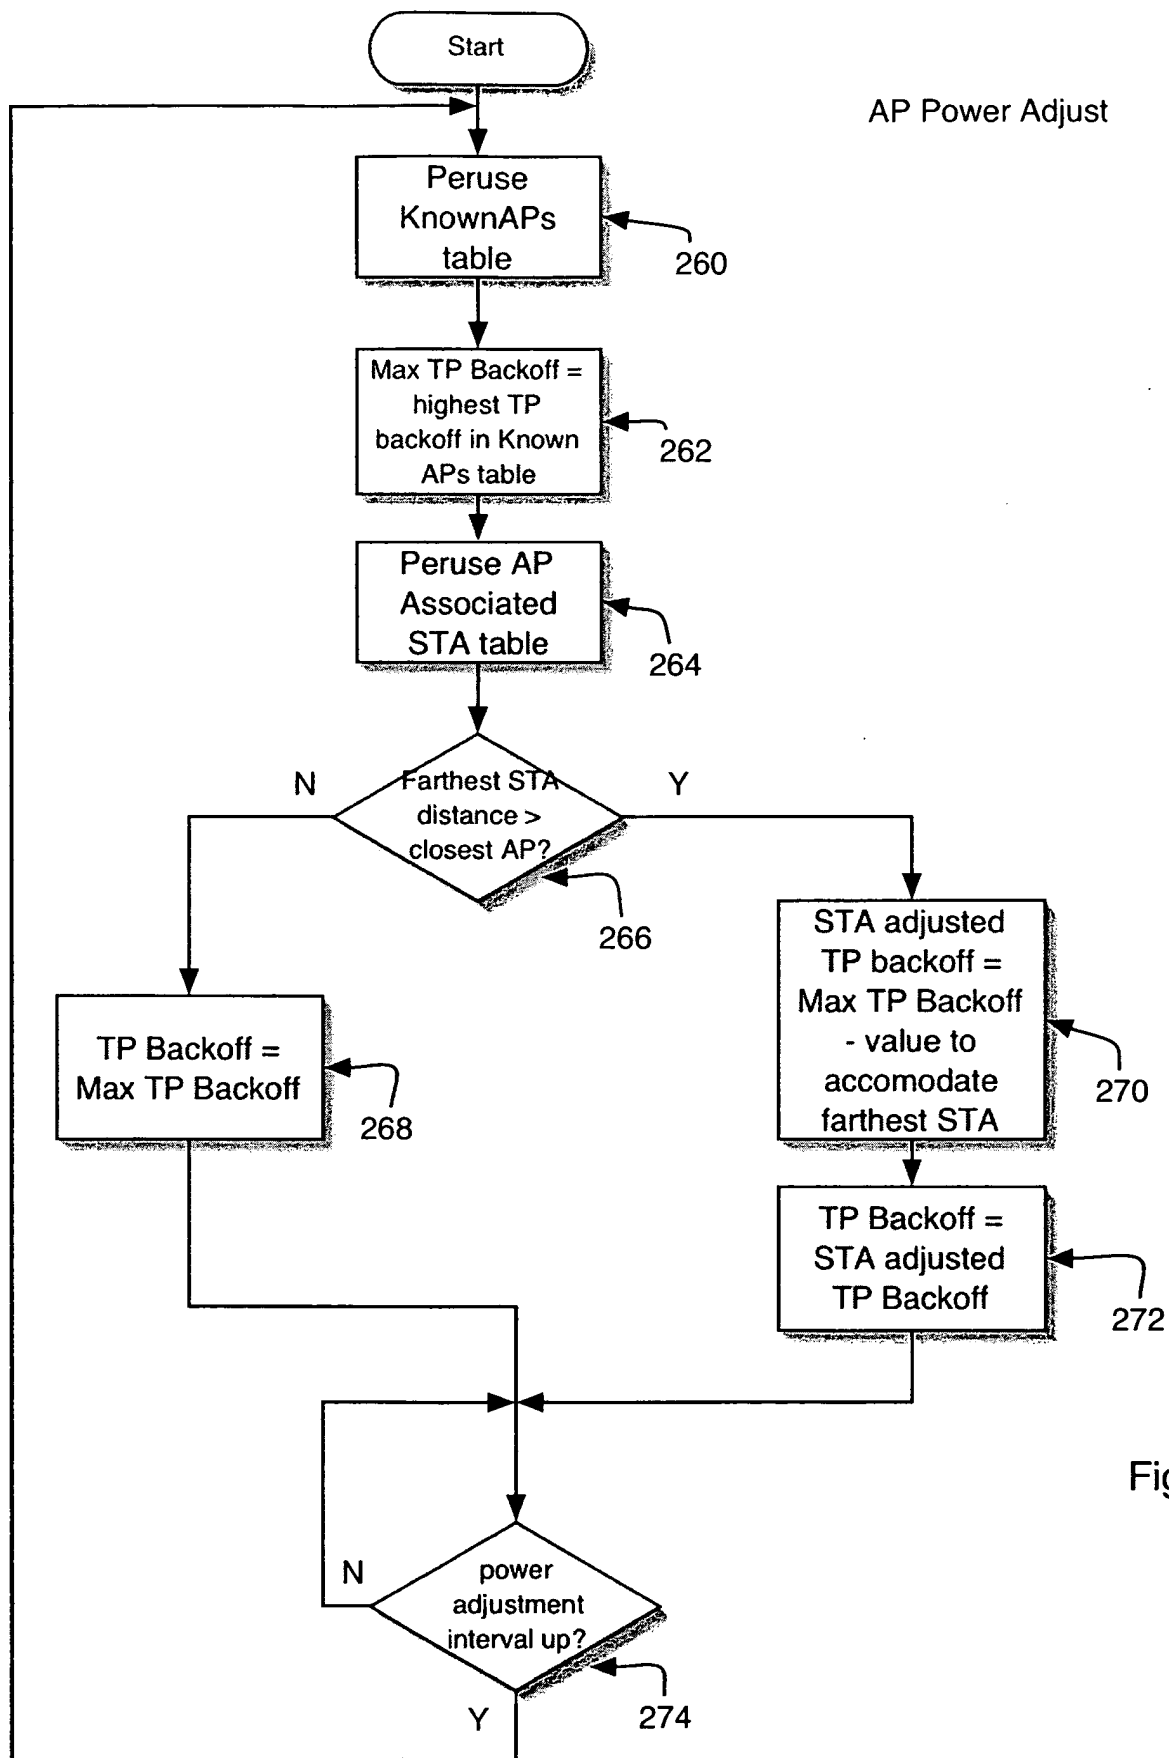 Start
AP Power Adjust
Peruse
KnownAPs
table
260
Max TP Backoff =
highest TP
backoff in Known
APs table
262
Peruse AP
Associated
STA table
264
N
Farthest STA
distance >
closest AP?
Y
266
STA adjusted
TP backoff =
Max TP Backoff
- value to
accomodate
farthest STA
270
TP Backoff =
Max TP Backoff
268
TP Backoff =
STA adjusted
TP Backoff
272
Fig
N
power
adjustment
interval up?
274
Y